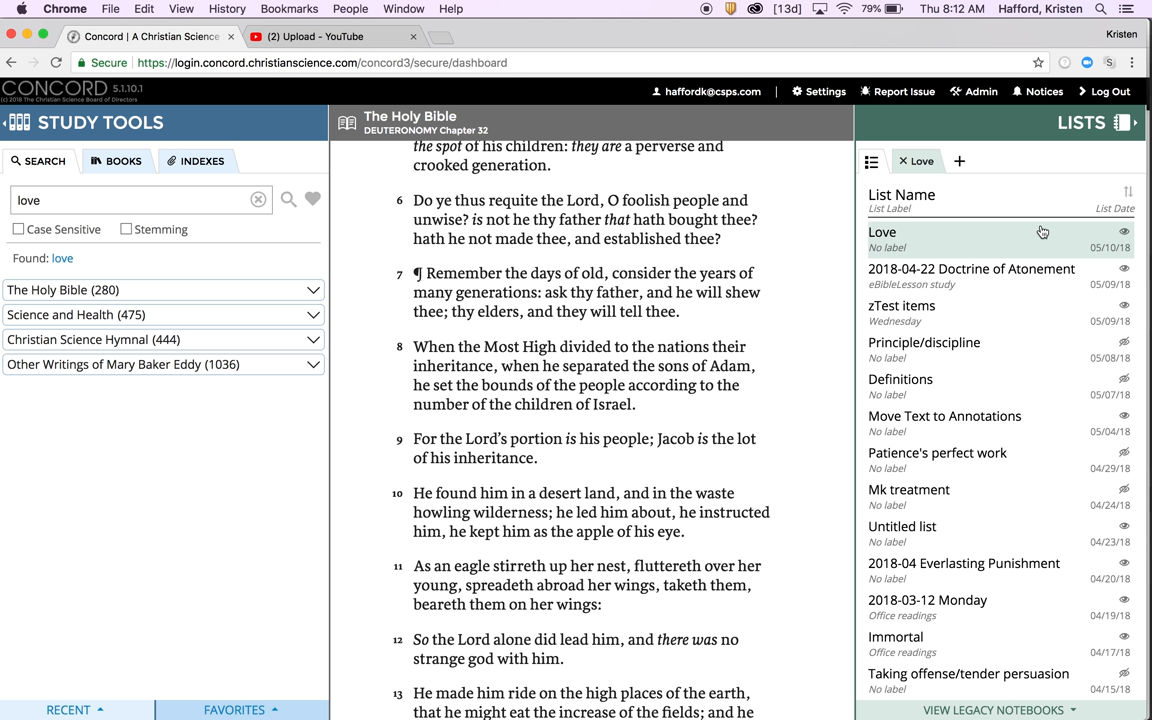 Chrome File Edit View History Bookmarks People Window Help [13d] 79% Thu 8:12 AM Hafford, Kristen
Concord | A Christian Science × (2) Upload - YouTube × Kristen
Secure https://login.concord.christianscience.com/concord3/secure/dashboard
CONCORD 5.1.10.1
(c) 2018 The Christian Science Board of Directors
haffordk@csps.com | Settings Report Issue Admin Notices Log Out
STUDY TOOLS
SEARCH BOOKS INDEXES
love
Case Sensitive Stemming
Found: love
The Holy Bible (280)
Science and Health (475)
Christian Science Hymnal (444)
Other Writings of Mary Baker Eddy (1036)
RECENT FAVORITES
The Holy Bible
DEUTERONOMY Chapter 32
the spot of his children: they are a perverse and
crooked generation.
6 Do ye thus requite the Lord, O foolish people and
unwise? is not he thy father that hath bought thee?
hath he not made thee, and established thee?
7 ¶ Remember the days of old, consider the years of
many generations: ask thy father, and he will shew
thee; thy elders, and they will tell thee.
8 When the Most High divided to the nations their
inheritance, when he separated the sons of Adam,
he set the bounds of the people according to the
number of the children of Israel.
9 For the Lord's portion is his people; Jacob is the lot
of his inheritance.
10 He found him in a desert land, and in the waste
howling wilderness; he led him about, he instructed
him, he kept him as the apple of his eye.
11 As an eagle stirreth up her nest, fluttereth over her
young, spreadeth abroad her wings, taketh them,
beareth them on her wings:
12 So the Lord alone did lead him, and there was no
strange god with him.
13 He made him ride on the high places of the earth,
that he might eat the increase of the fields; and he
LISTS
× Love +
List Name
List Label List Date
Love
No label 05/10/18
2018-04-22 Doctrine of Atonement
eBibleLesson study 05/09/18
zTest items
Wednesday 05/09/18
Principle/discipline
No label 05/08/18
Definitions
No label 05/07/18
Move Text to Annotations
No label 05/04/18
Patience's perfect work
No label 04/29/18
Mk treatment
No label 04/24/18
Untitled list
No label 04/23/18
2018-04 Everlasting Punishment
No label 04/20/18
2018-03-12 Monday
Office readings 04/19/18
Immortal
Office readings 04/17/18
Taking offense/tender persuasion
No label 04/15/18
VIEW LEGACY NOTEBOOKS